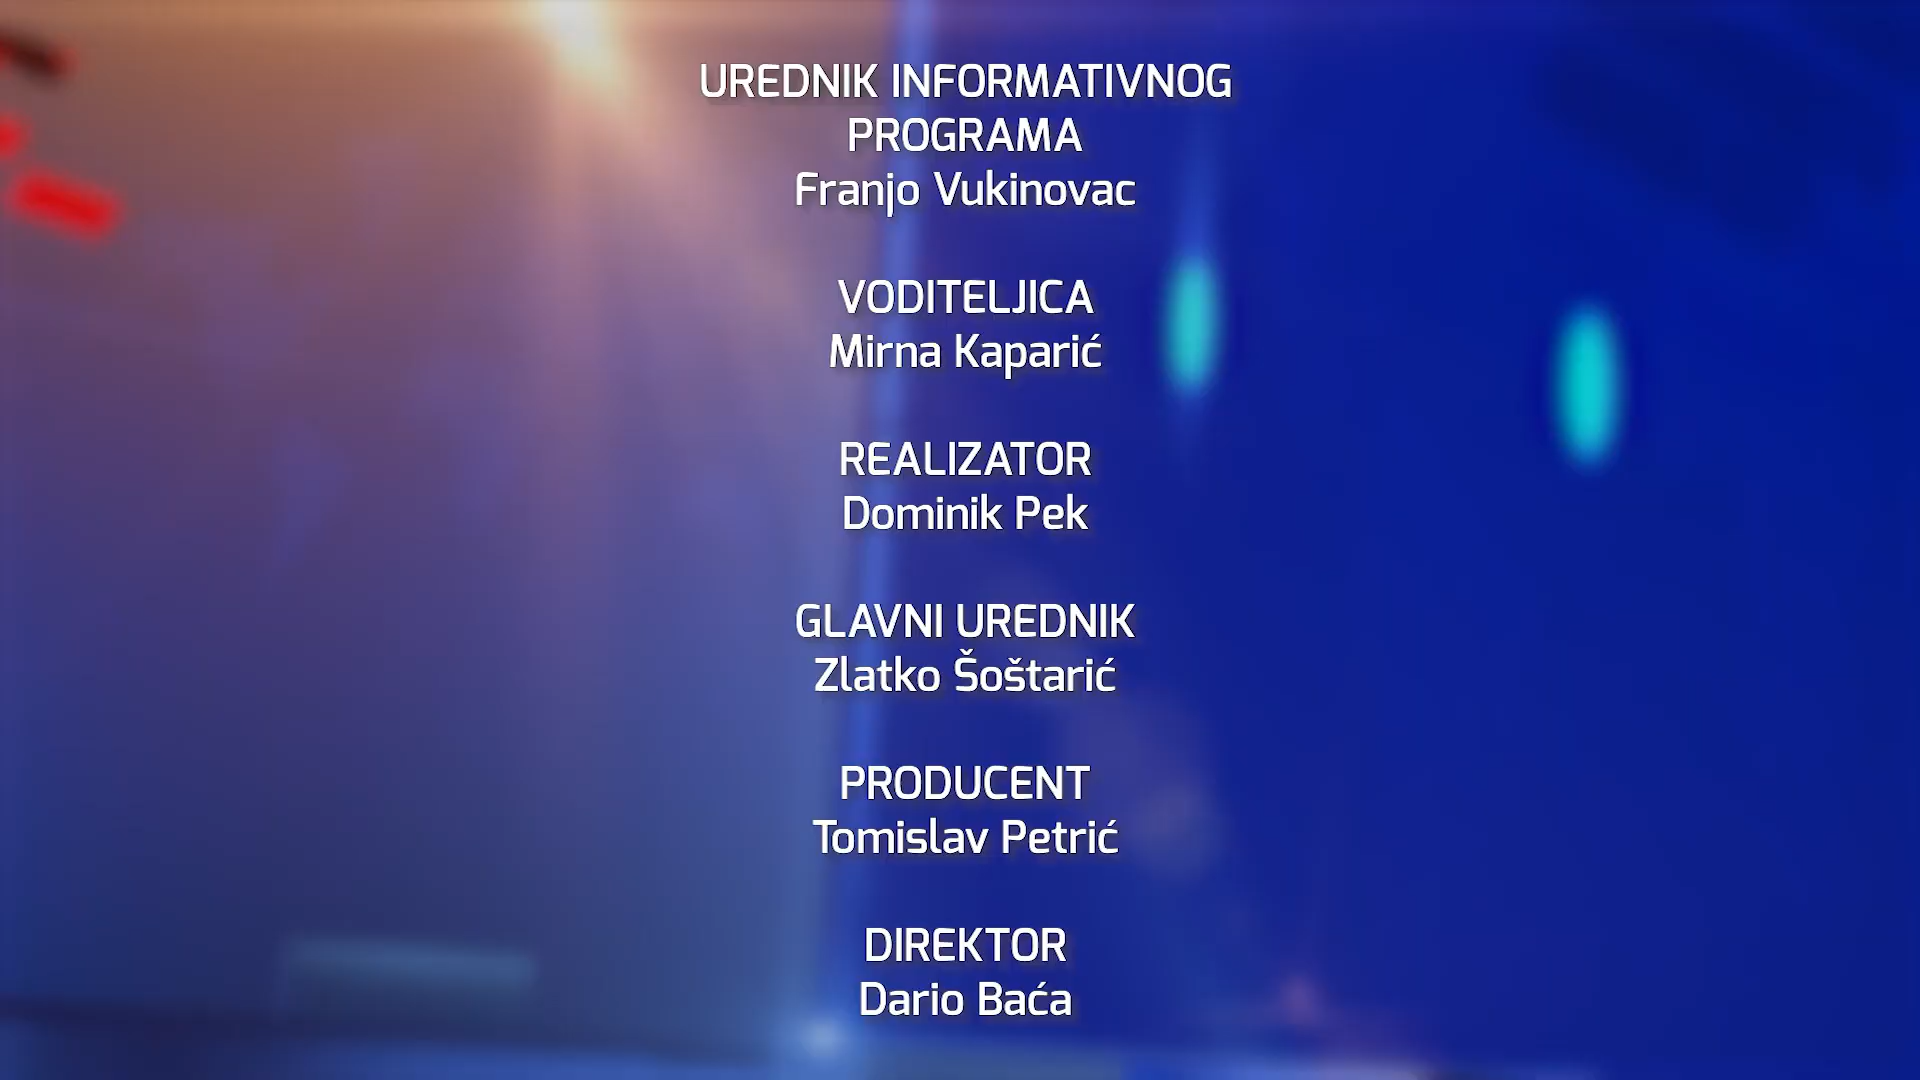 UREDNIK INFORMATIVNOG
PROGRAMA
Franjo Vukinovac
VODITELJICA
Mirna Kaparić
REALIZATOR
Dominik Pek
GLAVNI UREDNIK
Zlatko Šoštarić
PRODUCENT
Tomislav Petrić
DIREKTOR
Dario Baća